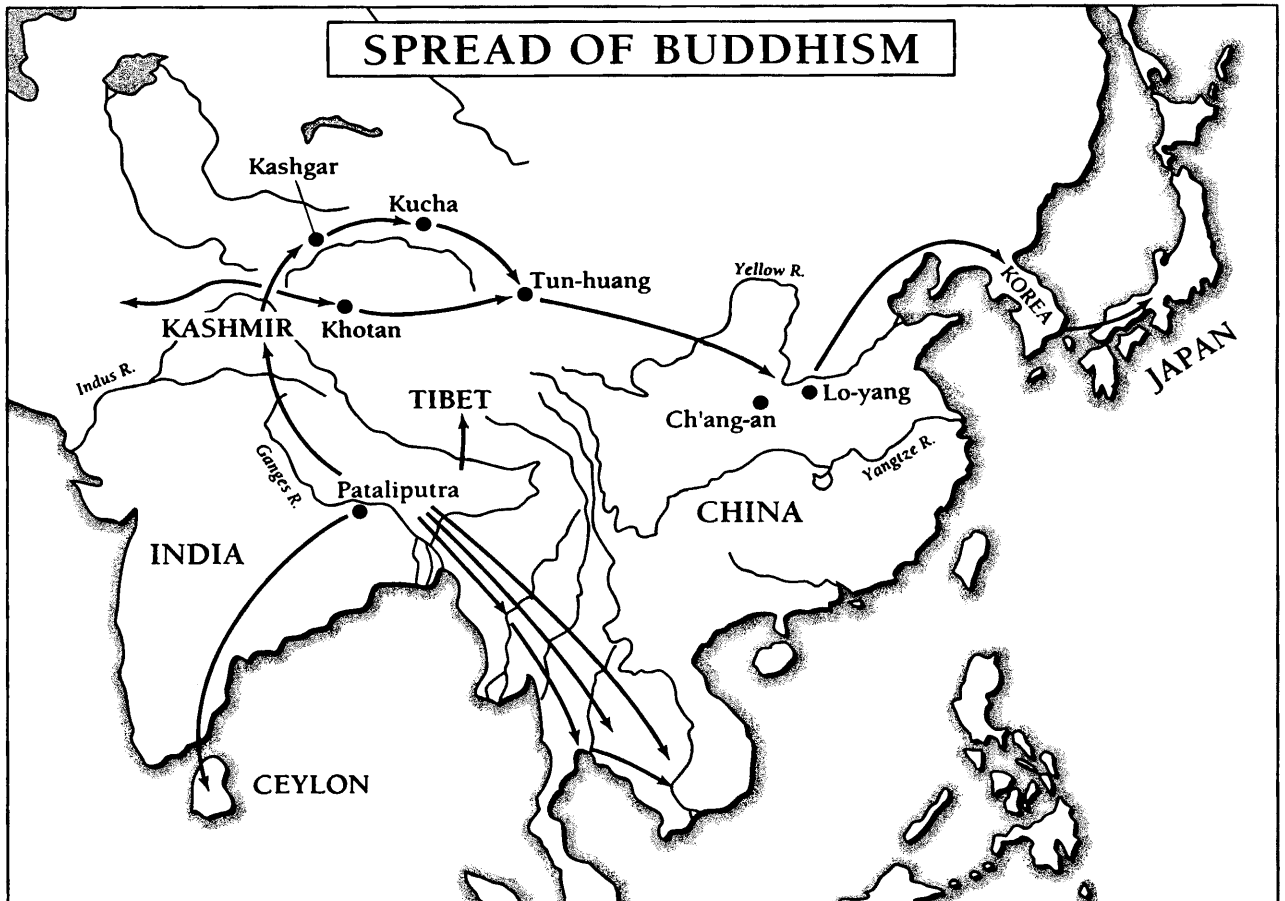 SPREAD OF BUDDHISM
Kashgar
Kucha
Tun-huang
Yellow R.
KOREA
KASHMIR
Khotan
JAPAN
Indus R.
TIBET
Lo-yang
Ch'ang-an
Ganges R.
Yangtze R.
Pataliputra
CHINA
INDIA
CEYLON